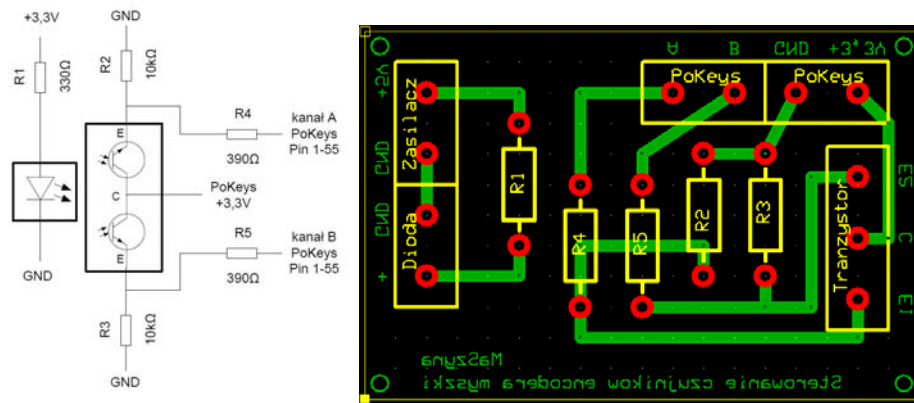 +3,3V
GND
R1
330Ω
R2
10kΩ
E
C
E
R4
390Ω
kanał A
PoKeys
Pin 1-55
PoKeys
+3,3V
R5
390Ω
kanał B
PoKeys
Pin 1-55
GND
R3
10kΩ
GND
A
B
GND
+3*3V
PoKeys
PoKeys
+5V
GND
GND
+
Zasilacz
Dioda
R1
R4
R5
R2
R3
Tranzystor
E2
C
E1
MaSzyna
Sterowanie czujnikow encodera myszki